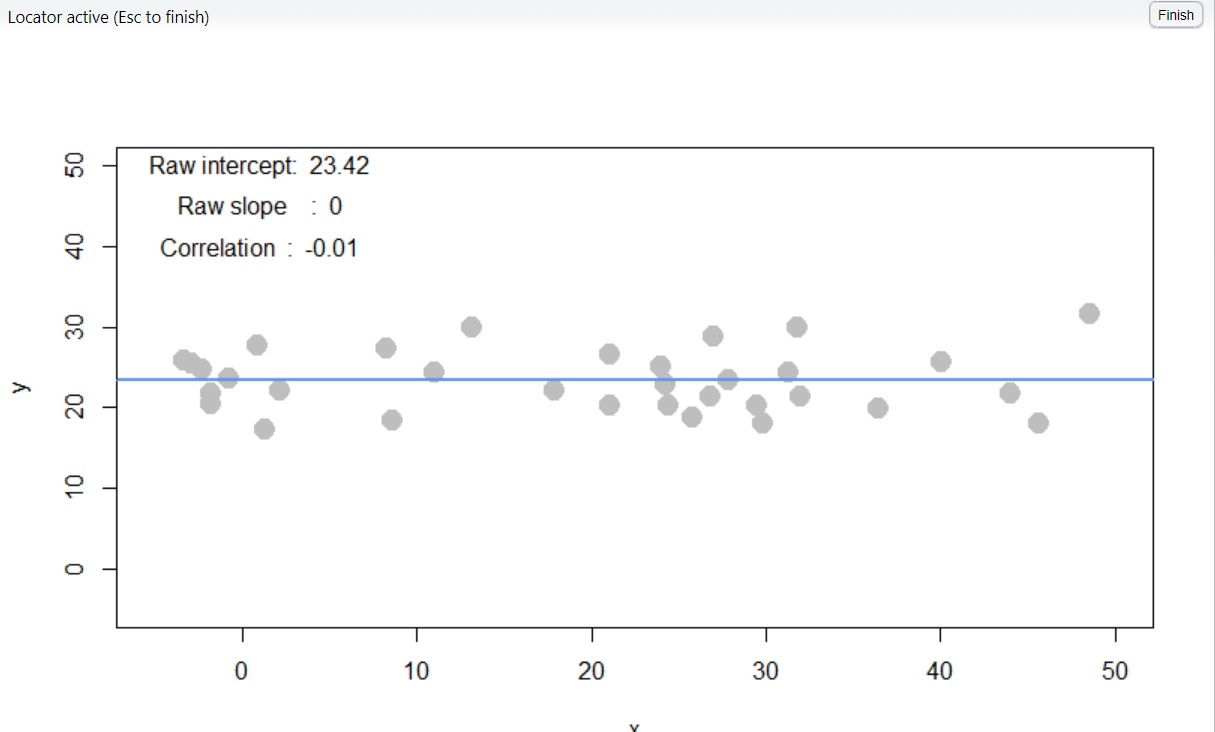 Locator active (Esc to finish)
Finish
Raw intercept: 23.42
Raw slope : 0
Correlation : -0.01
50
40
30
20
10
0
y
0 10 20 30 40 50
x